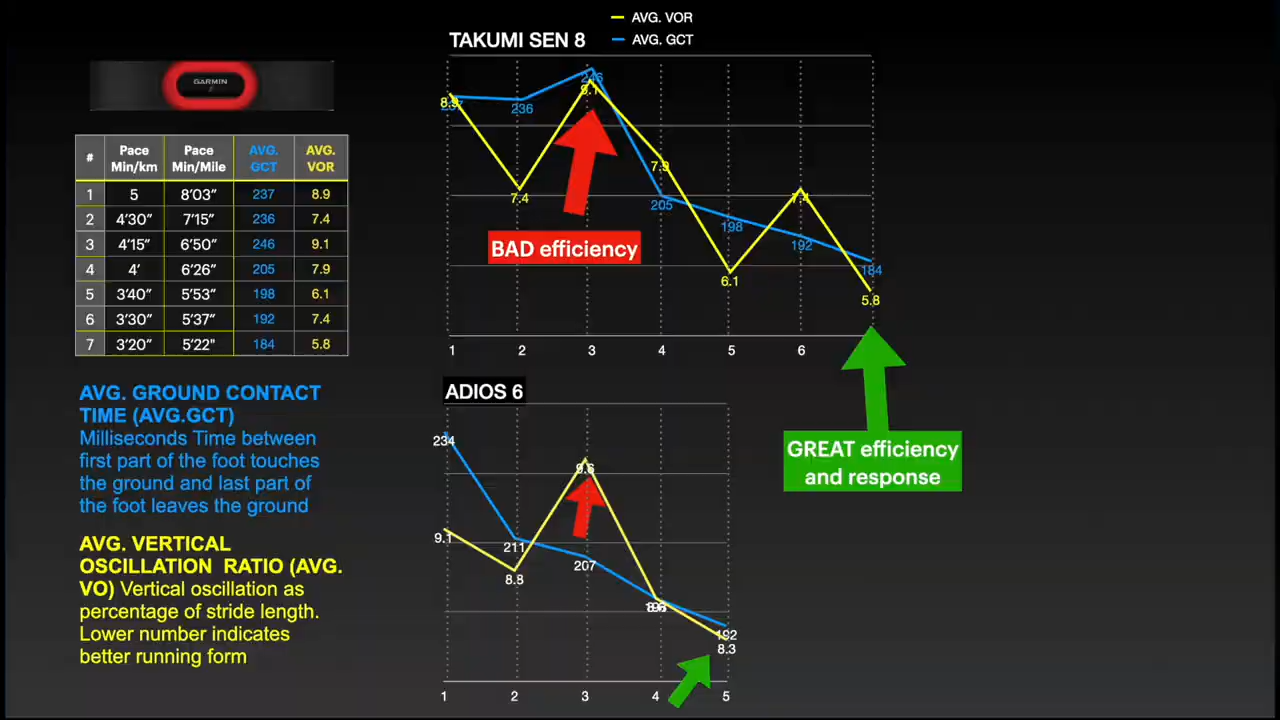 AVG. VOR
AVG. GCT
TAKUMI SEN 8
GARMIN
# Pace Min/km Pace Min/Mile AVG. GCT AVG. VOR
1 5 8’03” 237 8.9
2 4’30” 7’15” 236 7.4
3 4’15” 6’50” 246 9.1
4 4’ 6’26” 205 7.9
5 3’40” 5’53” 198 6.1
6 3’30” 5’37” 192 7.4
7 3’20” 5’22" 184 5.8
8.9
237
236
7.4
246
9.1
7.9
205
198
6.1
7.4
192
184
5.8
BAD efficiency
1 2 3 4 5 6
GREAT efficiency
and response
AVG. GROUND CONTACT
TIME (AVG.GCT)
Milliseconds Time between
first part of the foot touches
the ground and last part of
the foot leaves the ground
AVG. VERTICAL
OSCILLATION RATIO (AVG.
VO) Vertical oscillation as
percentage of stride length.
Lower number indicates
better running form
ADIOS 6
234
9.1
211
8.8
9.6
207
192
8.3
1 2 3 4 5